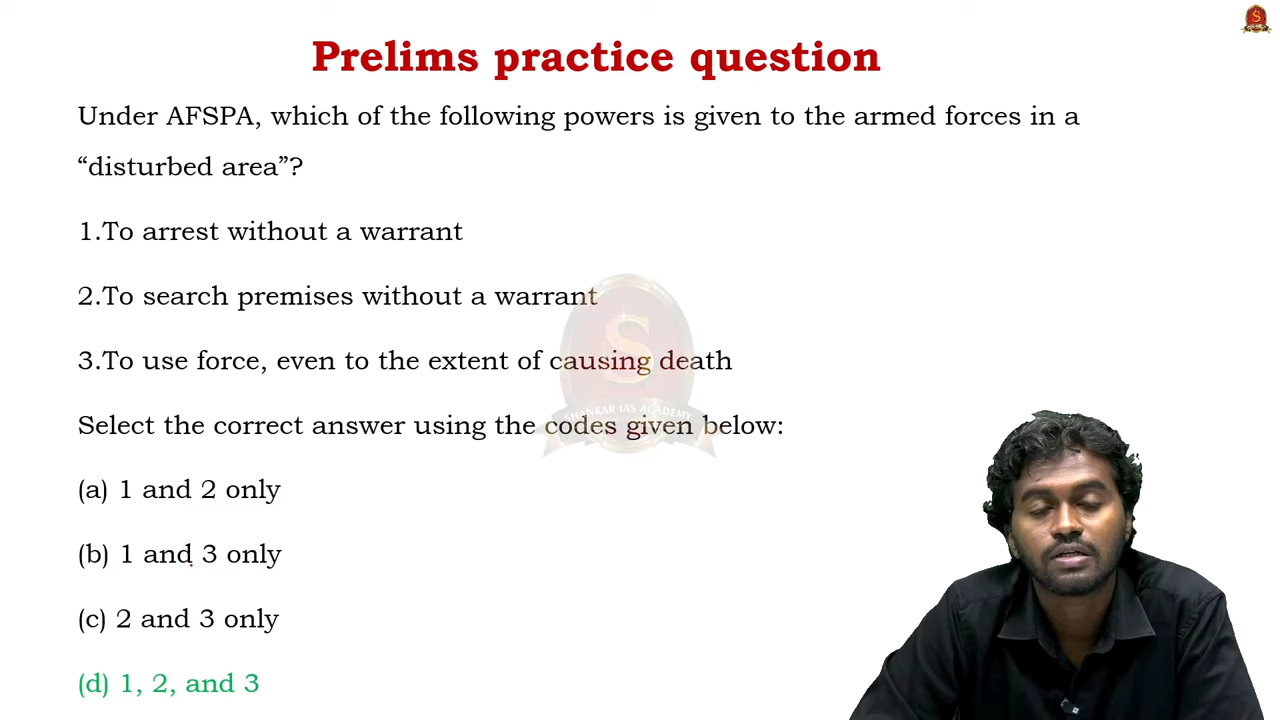 Prelims practice question
Under AFSPA, which of the following powers is given to the armed forces in a
“disturbed area”?
1.To arrest without a warrant
2.To search premises without a warrant
3.To use force, even to the extent of causing death
SHANKAR IAS ACADEMY
Select the correct answer using the codes given below:
(a) 1 and 2 only
(b) 1 and 3 only
(c) 2 and 3 only
(d) 1, 2, and 3